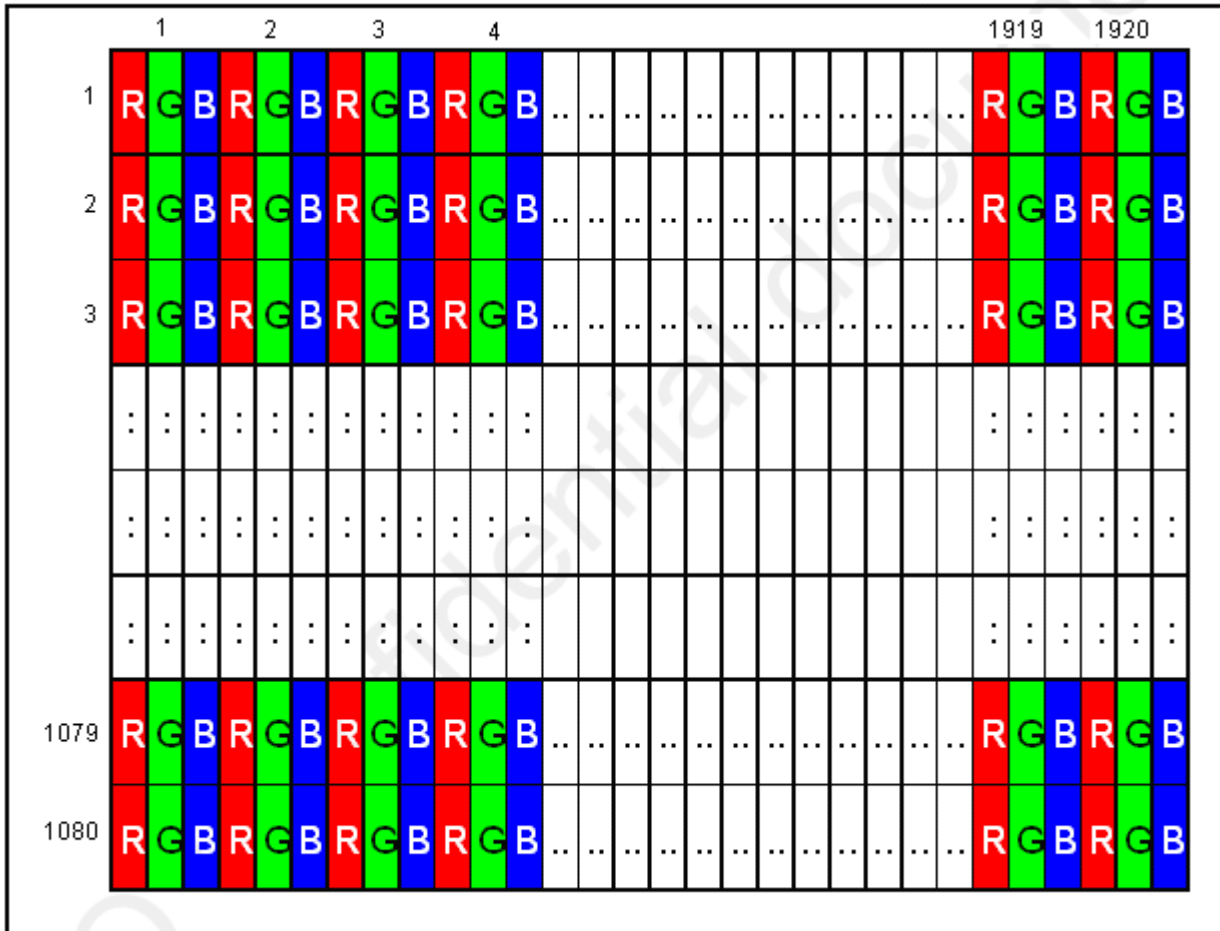 1 2 3 4 1919 1920
1 R G B R G B R G B R G B .. .. .. .. .. .. .. .. .. .. .. .. R G B R G B
2 R G B R G B R G B R G B .. .. .. .. .. .. .. .. .. .. .. .. R G B R G B
3 R G B R G B R G B R G B .. .. .. .. .. .. .. .. .. .. .. .. R G B R G B
: : : : : : : : : : : : : : : : : :
: : : : : : : : : : : : : : : : : :
: : : : : : : : : : : : : : : : : :
1079 R G B R G B R G B R G B .. .. .. .. .. .. .. .. .. .. .. .. R G B R G B
1080 R G B R G B R G B R G B .. .. .. .. .. .. .. .. .. .. .. .. R G B R G B